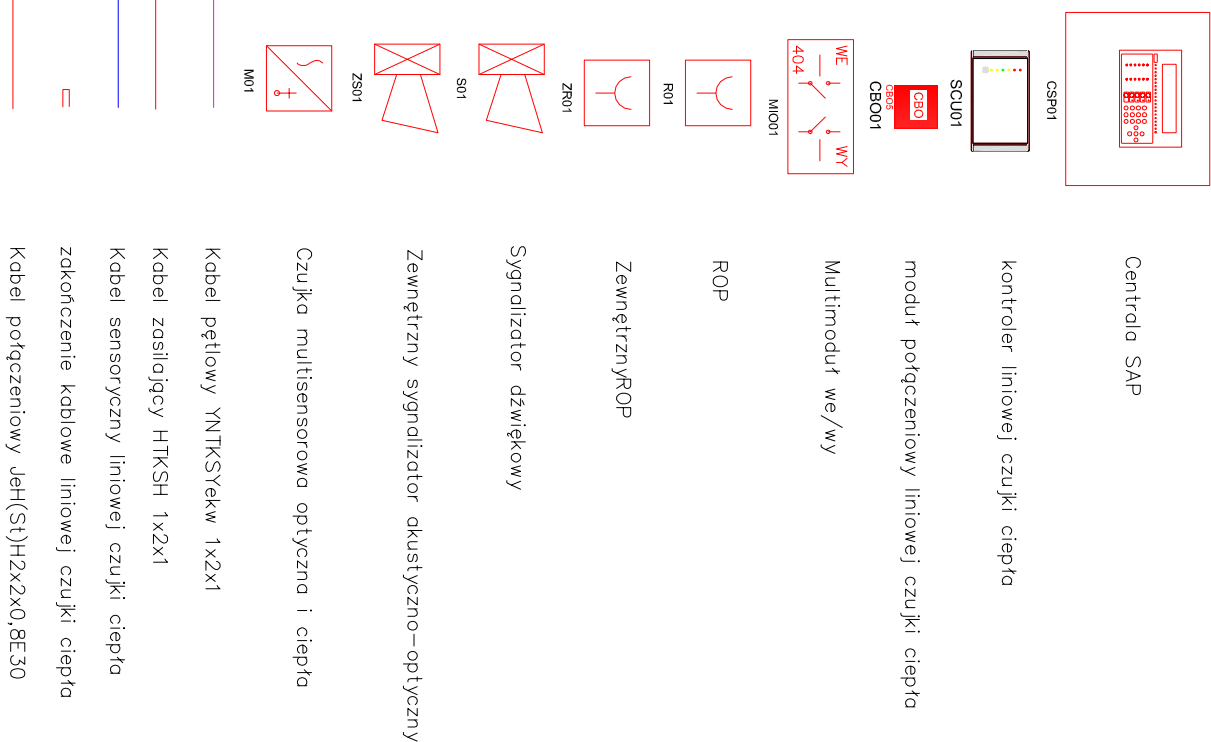 CSP01
Centrala SAP
SCU01
kontroler liniowej czujki ciepła
CBO
CBO5
CBO01
moduł połączeniowy liniowej czujki ciepła
WE
WY
404
MIO01
Multimoduł we/wy
R01
ROP
ZR01
ZewnętrznyROP
S01
Sygnalizator dźwiękowy
ZS01
Zewnętrzny sygnalizator akustyczno-optyczny
M01
Czujka multisensorowa optyczna i ciepła
Kabel pętlowy YNTKSYekw 1x2x1
Kabel zasilający HTKSH 1x2x1
Kabel sensoryczny liniowej czujki ciepła
zakończenie kablowe liniowej czujki ciepła
Kabel połączeniowy JeH(St)H2x2x0,8E30